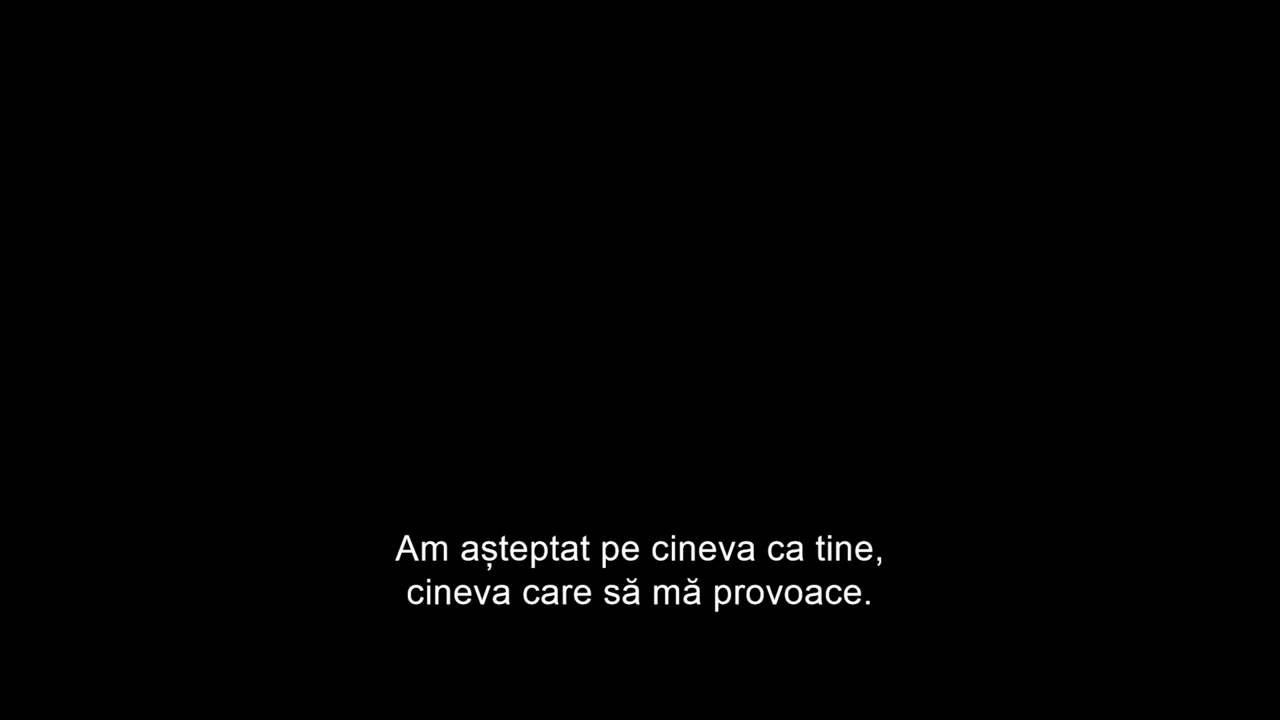 Am așteptat pe cineva ca tine,
cineva care să mă provoace.